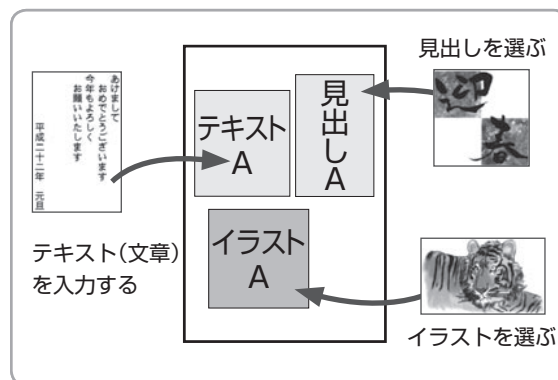 あけまして
おめでとうございます
今年もよろしく
お願いいたします
平成二十二年 元旦
テキスト(文章)
を入力する
テキスト
A
見出しA
イラスト
A
見出しを選ぶ
迎
春
イラストを選ぶ